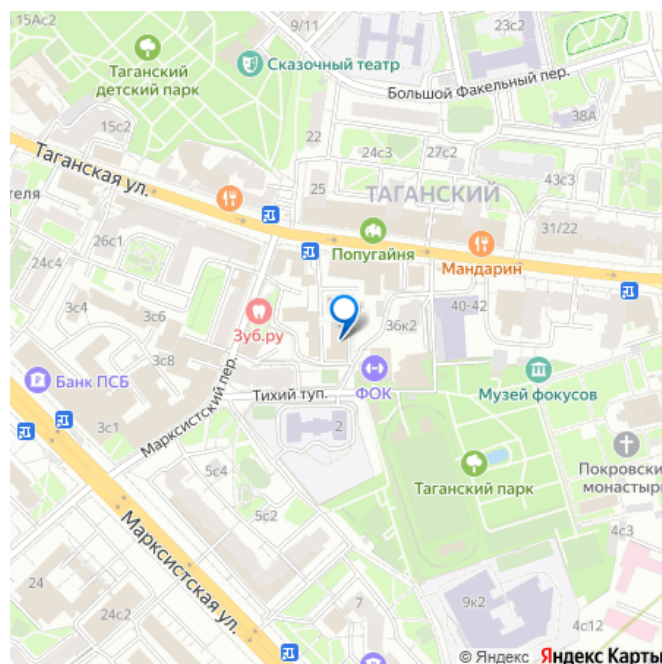 9/11
23с2
15Ас2
Таганский
детский парк
Сказочный театр
Большой Факельный пер.
38А
15с2
22
24с3
27с2
Таганская ул.
43с3
25
ТАГАНСКИЙ
теля
31/22
26с1
Попугайня
24с4
Мандарин
3с4
3с6
40-42
36к2
Зуб.ру
3с8
Банк ПСБ
Марксистский пер.
Тихий туп.
ФОК
Музей фокусов
3с1
2
Покровски
монастырь
5с4
Таганский парк
5с2
4с3
Марксистская ул.
24
7
9к2
24с2
4с12
© Яндекс Яндекс Карты